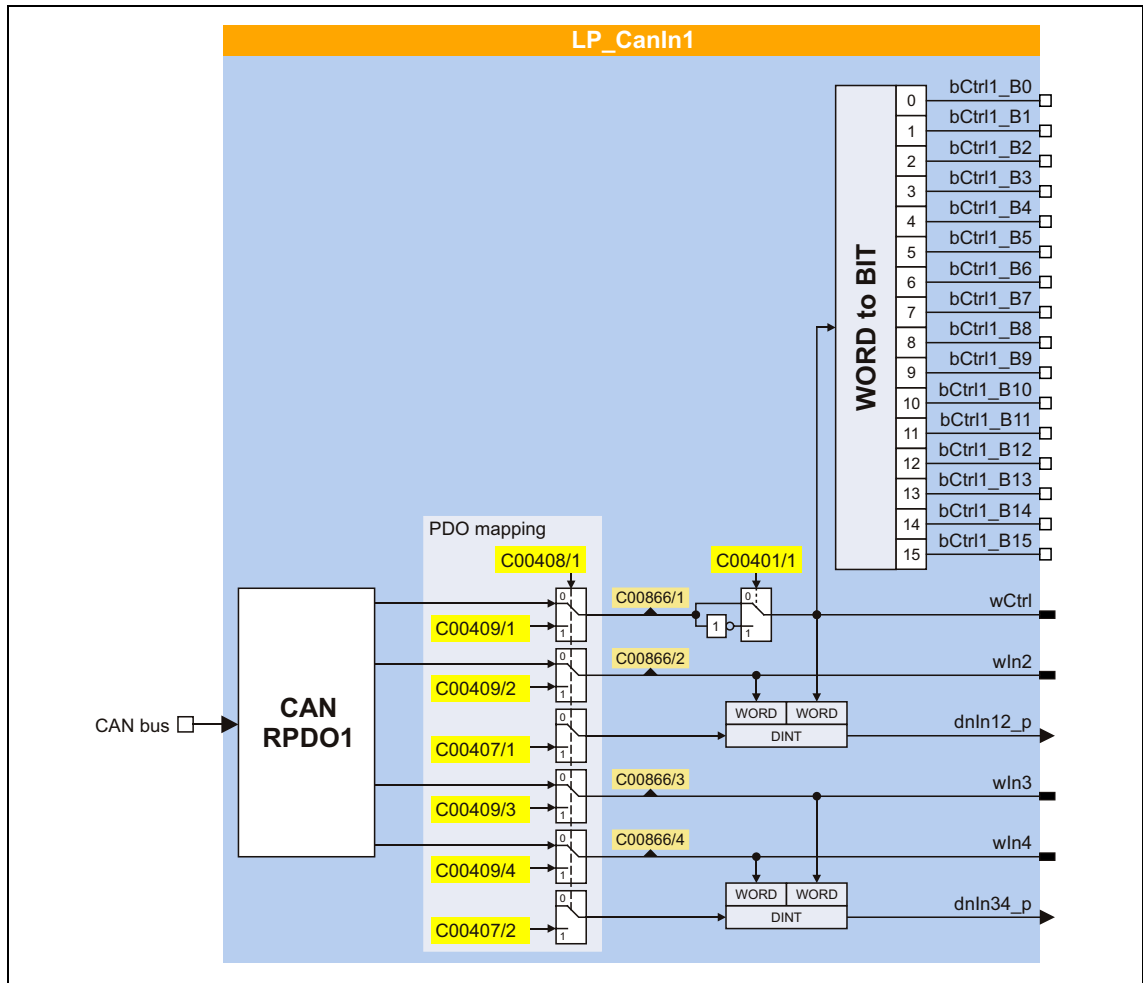 LP_CanIn1
WORD to BIT
0 bCtrl1_B0
1 bCtrl1_B1
2 bCtrl1_B2
3 bCtrl1_B3
4 bCtrl1_B4
5 bCtrl1_B5
6 bCtrl1_B6
7 bCtrl1_B7
8 bCtrl1_B8
9 bCtrl1_B9
10 bCtrl1_B10
11 bCtrl1_B11
12 bCtrl1_B12
13 bCtrl1_B13
14 bCtrl1_B14
15 bCtrl1_B15
PDO mapping
C00408/1 C00401/1
0 C00866/1 0 wCtrl
C00409/1 1 1 1
0 C00866/2 wIn2
C00409/2 1
CAN bus
CAN
RPDO1
0 WORD WORD
DINT dnIn12_p
C00407/1 1
0 C00866/3 wIn3
C00409/3 1
0 C00866/4 wIn4
C00409/4 1
0 WORD WORD
DINT dnIn34_p
C00407/2 1